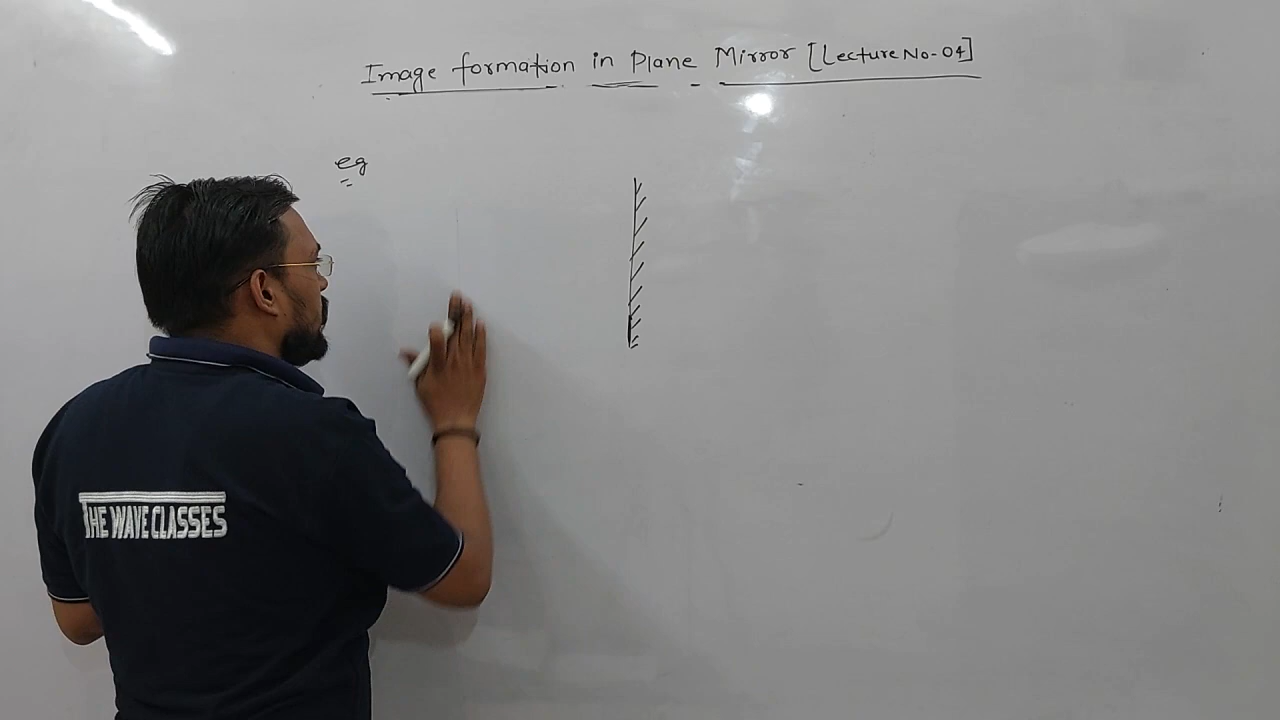 Image formation in Plane Mirror [Lecture No-04]
eg
THE WAVE CLASSES